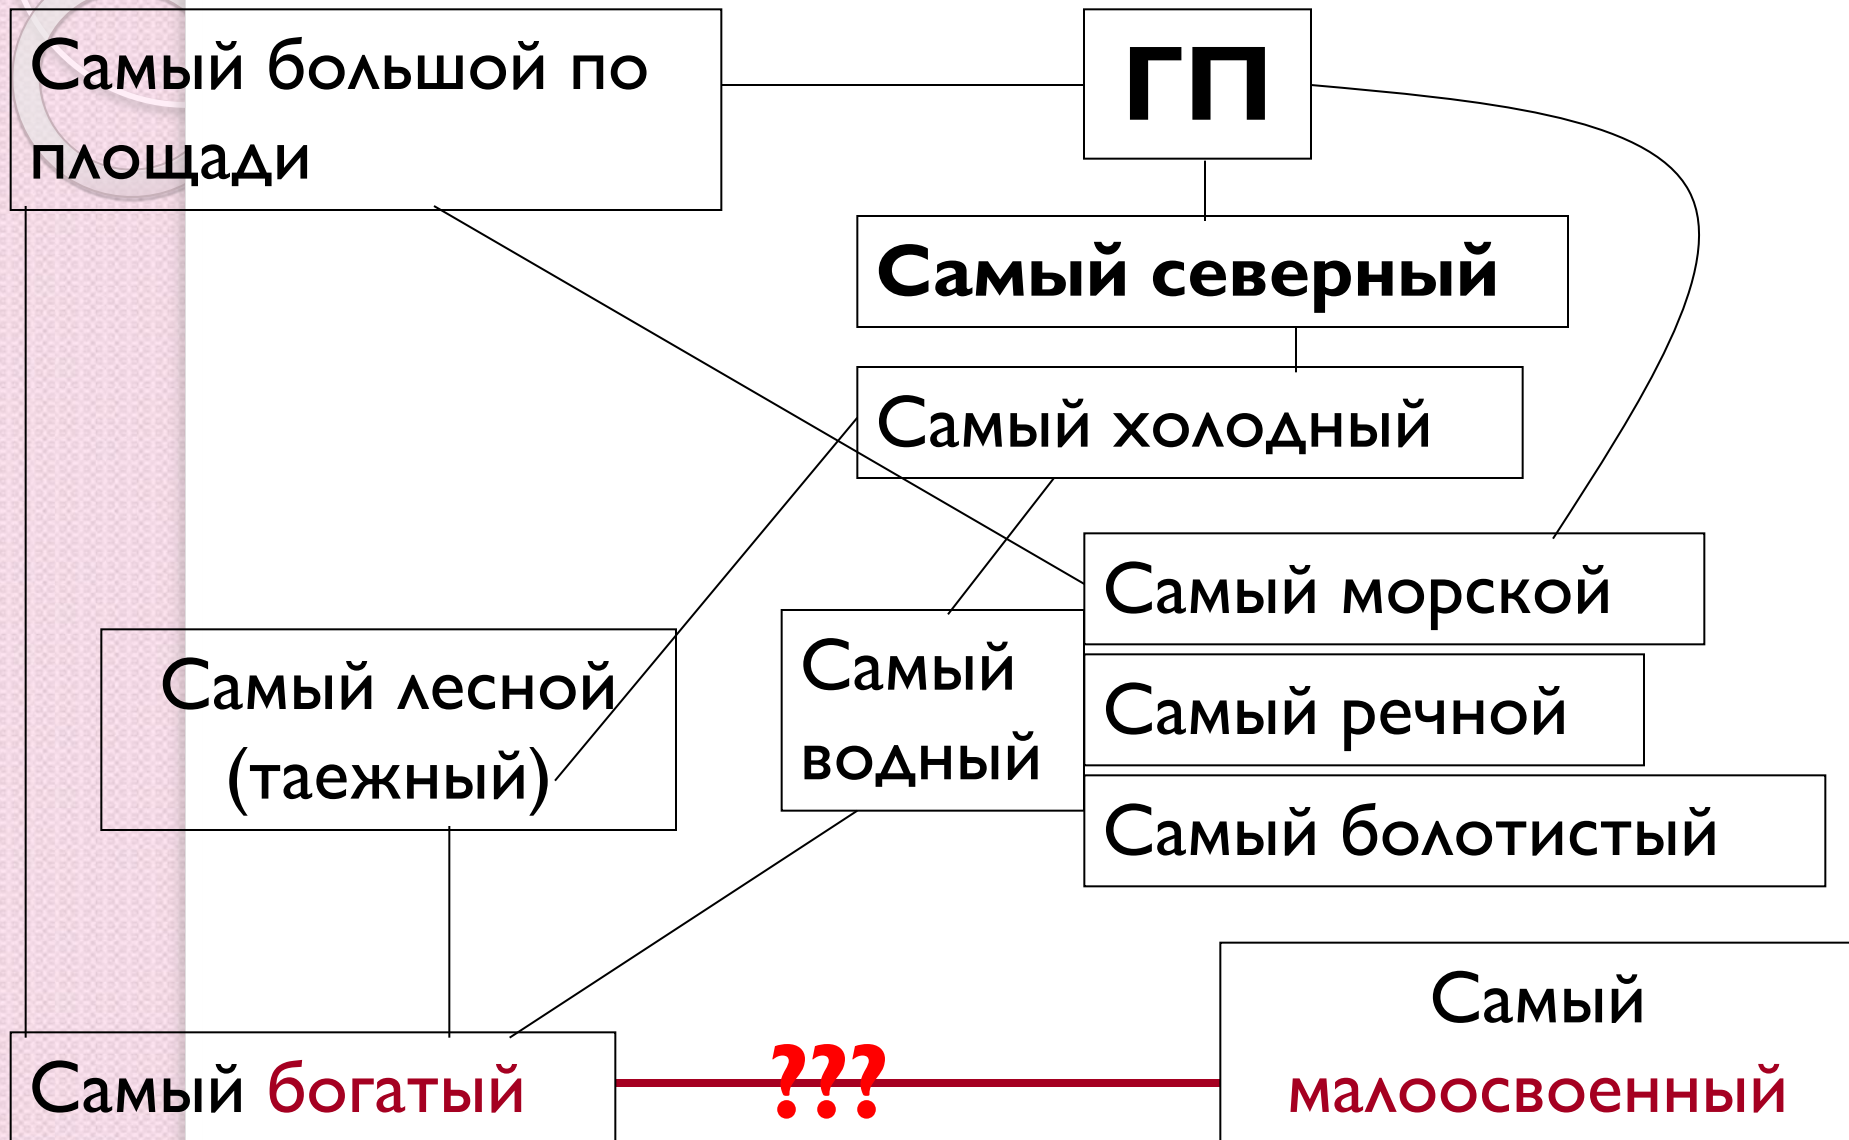 Самый большой по
площади
ГП
Самый северный
Самый холодный
Самый морской
Самый лесной
(таежный)
Самый
водный
Самый речной
Самый болотистый
Самый богатый
???
Самый
малоосвоенный